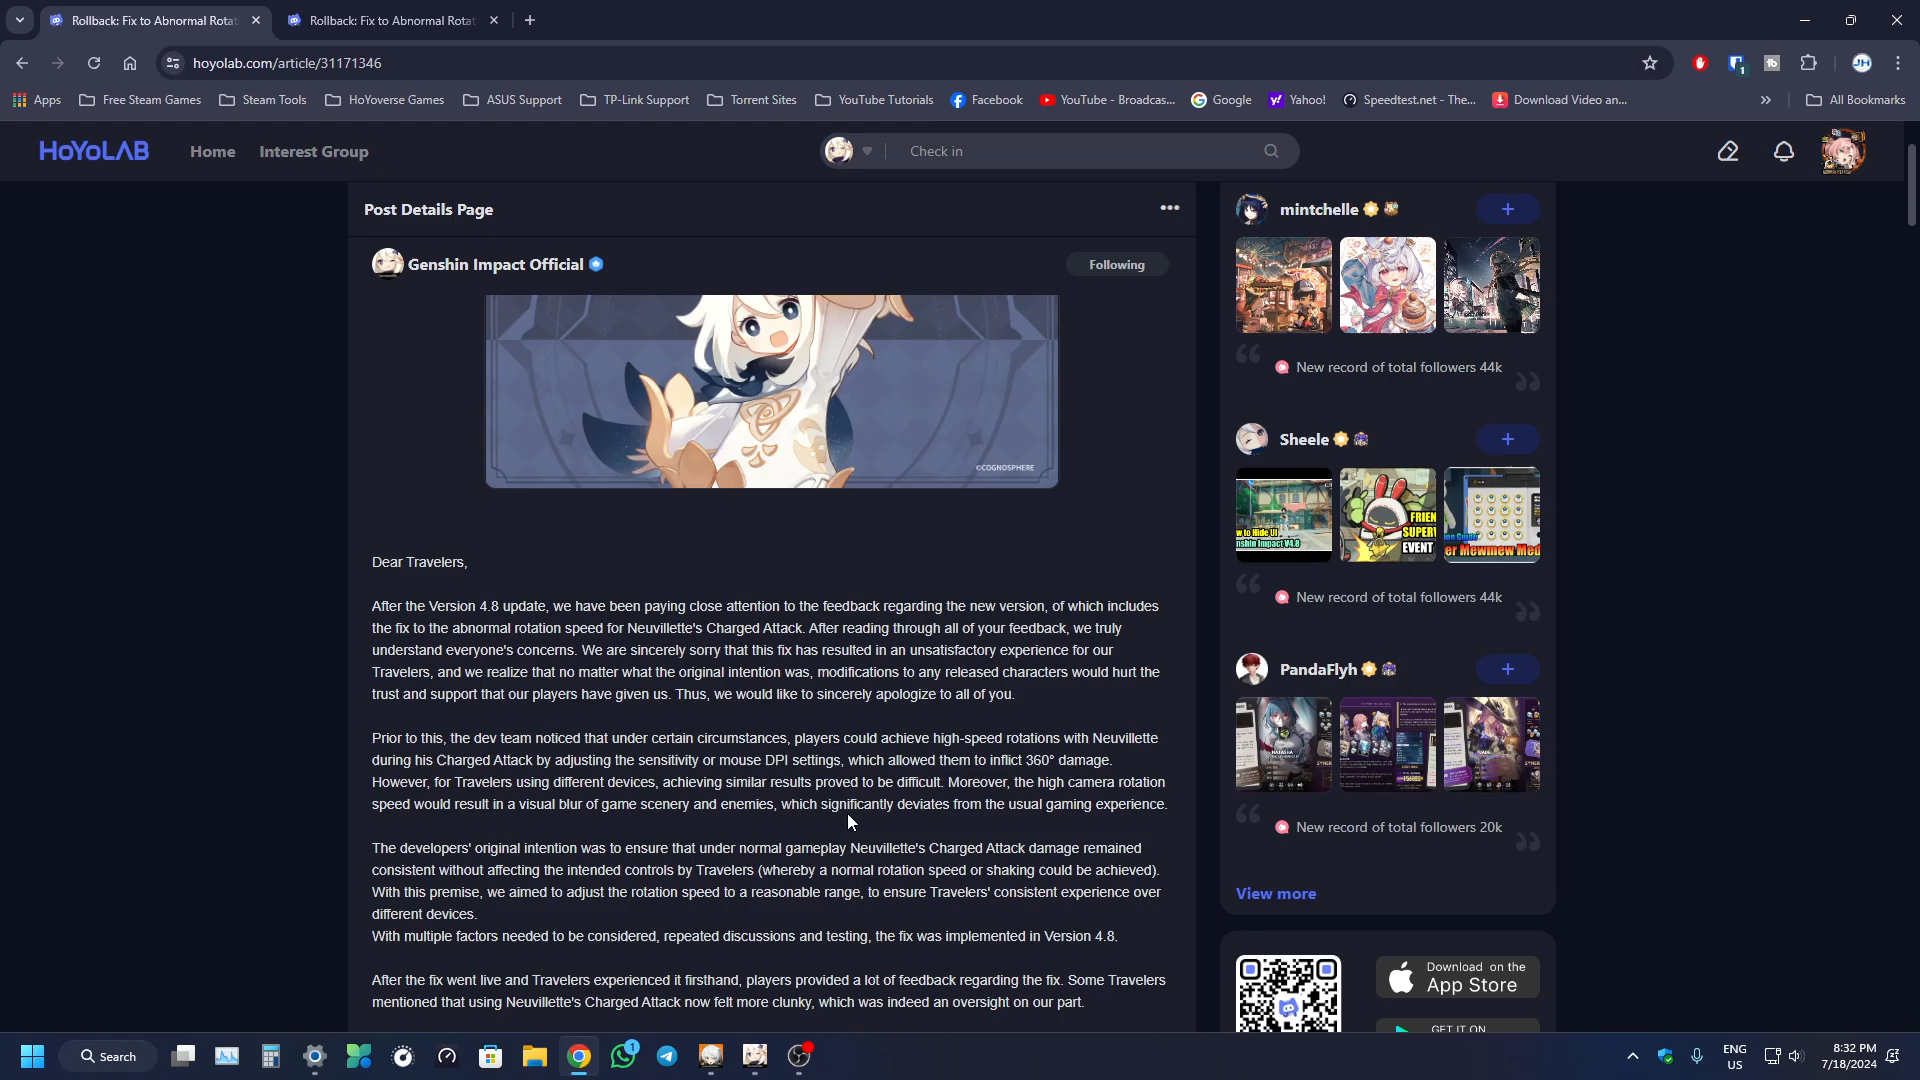 Rollback: Fix to Abnormal Rotat
Rollback: Fix to Abnormal Rotat
hoyolab.com/article/31171346
1
JH
Apps
Free Steam Games
Steam Tools
HoYoverse Games
ASUS Support
TP-Link Support
Torrent Sites
YouTube Tutorials
Facebook
YouTube - Broadcas...
Google
Yahoo!
Speedtest.net - The...
Download Video an...
All Bookmarks
HoYoLAB
Home
Interest Group
Check in
Post Details Page
Genshin Impact Official
Following
©COGNOSPHERE
Dear Travelers,
After the Version 4.8 update, we have been paying close attention to the feedback regarding the new version, of which includes
the fix to the abnormal rotation speed for Neuvillette's Charged Attack. After reading through all of your feedback, we truly
understand everyone's concerns. We are sincerely sorry that this fix has resulted in an unsatisfactory experience for our
Travelers, and we realize that no matter what the original intention was, modifications to any released characters would hurt the
trust and support that our players have given us. Thus, we would like to sincerely apologize to all of you.
Prior to this, the dev team noticed that under certain circumstances, players could achieve high-speed rotations with Neuvillette
during his Charged Attack by adjusting the sensitivity or mouse DPI settings, which allowed them to inflict 360° damage.
However, for Travelers using different devices, achieving similar results proved to be difficult. Moreover, the high camera rotation
speed would result in a visual blur of game scenery and enemies, which significantly deviates from the usual gaming experience.
The developers' original intention was to ensure that under normal gameplay Neuvillette's Charged Attack damage remained
consistent without affecting the intended controls by Travelers (whereby a normal rotation speed or shaking could be achieved).
With this premise, we aimed to adjust the rotation speed to a reasonable range, to ensure Travelers' consistent experience over
different devices.
With multiple factors needed to be considered, repeated discussions and testing, the fix was implemented in Version 4.8.
After the fix went live and Travelers experienced it firsthand, players provided a lot of feedback regarding the fix. Some Travelers
mentioned that using Neuvillette's Charged Attack now felt more clunky, which was indeed an oversight on our part.
mintchelle
New record of total followers 44k
Sheele
w to Hide UI
nshin Impact V4.8
FRIEN
SUPERV
EVENT
on Guide
er Mewmew Med
New record of total followers 44k
PandaFlyh
New record of total followers 20k
View more
Download on the
App Store
GET IT ON
Search
1
ENG
US
8:32 PM
7/18/2024